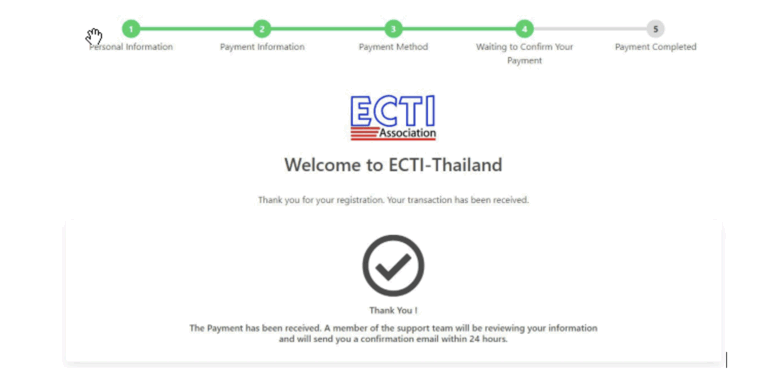 1 2 3 4 5
Personal Information Payment Information Payment Method Waiting to Confirm Your Payment Completed
Payment
ECTI
Association
Welcome to ECTI-Thailand
Thank you for your registration. Your transaction has been received.
Thank You !
The Payment has been received. A member of the support team will be reviewing your information
and will send you a confirmation email within 24 hours.